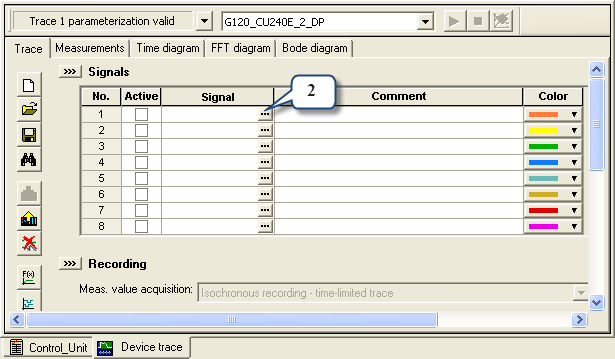 Trace 1 parameterization valid G120_CU240E_2_DP
Trace Measurements Time diagram FFT diagram Bode diagram
>>> Signals
No. Active Signal Comment Color
2
1 ...
2 ...
3 ...
4 ...
5 ...
6 ...
7 ...
8 ...
>>> Recording
Meas. value acquisition: Isochronous recording - time-limited trace
F(x)
Control_Unit Device trace